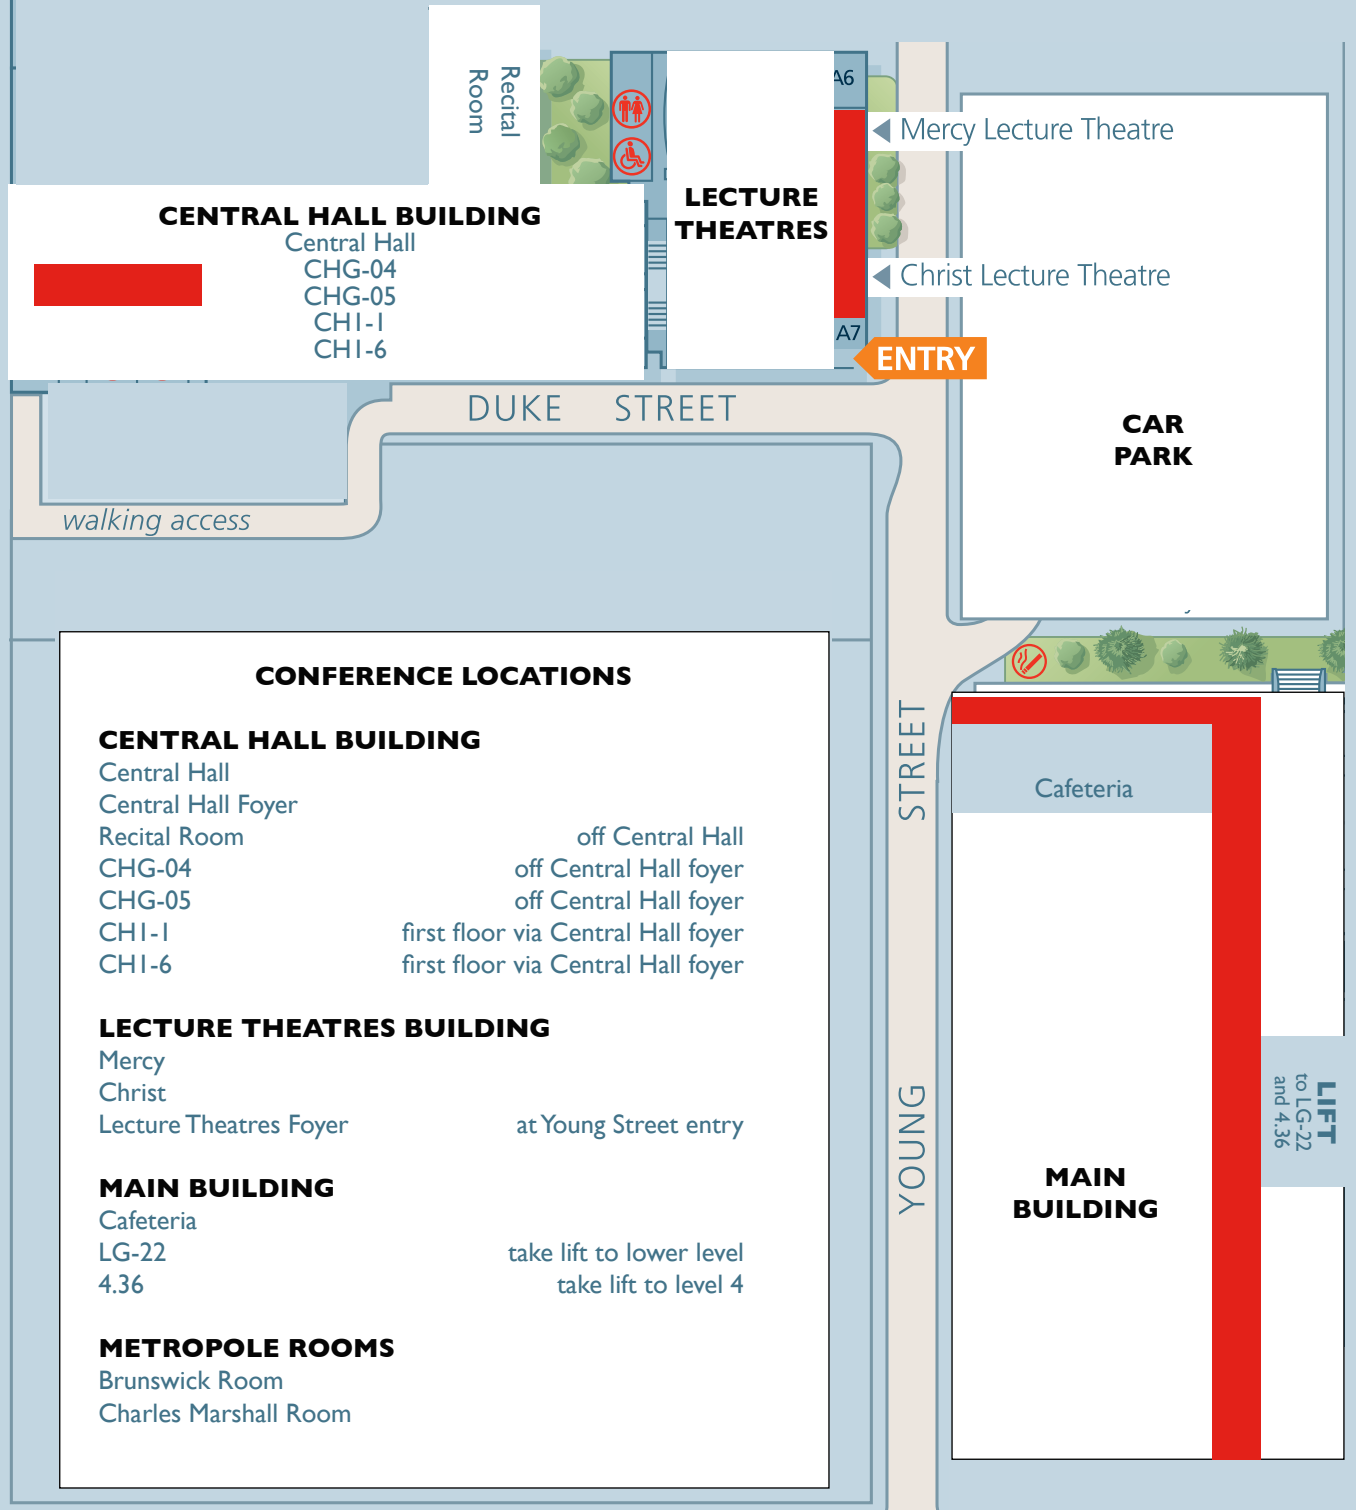 Recital
Room
A6
Mercy Lecture Theatre
LECTURE
THEATRES
CENTRAL HALL BUILDING
Central Hall
CHG-04
CHG-05
CH1-1
CH1-6
Christ Lecture Theatre
A7
ENTRY
DUKE STREET
CAR
PARK
walking access
CONFERENCE LOCATIONS
CENTRAL HALL BUILDING
Central Hall
Central Hall Foyer
Recital Room off Central Hall
CHG-04 off Central Hall foyer
CHG-05 off Central Hall foyer
CH1-1 first floor via Central Hall foyer
CH1-6 first floor via Central Hall foyer
LECTURE THEATRES BUILDING
Mercy
Christ
Lecture Theatres Foyer at Young Street entry
MAIN BUILDING
Cafeteria
LG-22 take lift to lower level
4.36 take lift to level 4
METROPOLE ROOMS
Brunswick Room
Charles Marshall Room
YOUNG STREET
Cafeteria
LIFT
to LG-22
and 4.36
MAIN
BUILDING